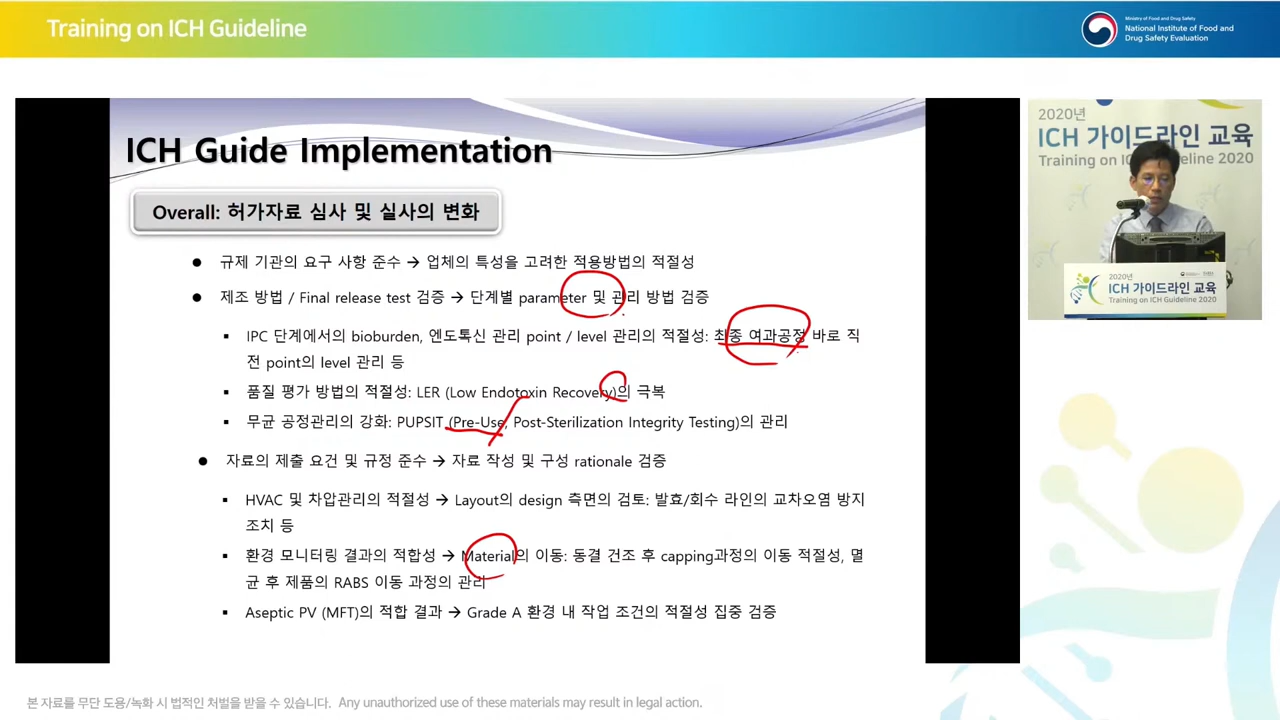 Training on ICH Guideline
Ministry of Food and Drug Safety
National Institute of Food and
Drug Safety Evaluation
ICH Guide Implementation
Overall: 허가자료 심사 및 실사의 변화
● 규제 기관의 요구 사항 준수 → 업체의 특성을 고려한 적용방법의 적절성
● 제조 방법 / Final release test 검증 → 단계별 parameter 및 관리 방법 검증
▪ IPC 단계에서의 bioburden, 엔도톡신 관리 point / level 관리의 적절성: 최종 여과공정 바로 직
전 point의 level 관리 등
▪ 품질 평가 방법의 적절성: LER (Low Endotoxin Recovery)의 극복
▪ 무균 공정관리의 강화: PUPSIT (Pre-Use, Post-Sterilization Integrity Testing)의 관리
● 자료의 제출 요건 및 규정 준수 → 자료 작성 및 구성 rationale 검증
▪ HVAC 및 차압관리의 적절성 → Layout의 design 측면의 검토: 발효/회수 라인의 교차오염 방지
조치 등
▪ 환경 모니터링 결과의 적합성 → Material의 이동: 동결 건조 후 capping과정의 이동 적절성, 멸
균 후 제품의 RABS 이동 과정의 관리
▪ Aseptic PV (MFT)의 적합 결과 → Grade A 환경 내 작업 조건의 적절성 집중 검증
2020년
ICH 가이드라인 교육
Training on ICH Guideline 2020
2020년
ICH 가이드라인 교육
Training on ICH Guideline 2020
본 자료를 무단 도용/녹화 시 법적인 처벌을 받을 수 있습니다. Any unauthorized use of these materials may result in legal action.